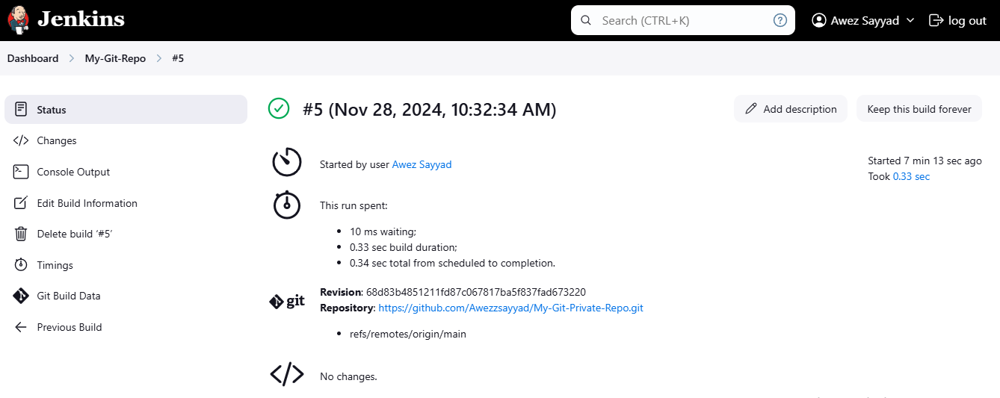 Jenkins
Search (CTRL+K)
?
Awez Sayyad
log out
Dashboard
My-Git-Repo
#5
Status
Changes
Console Output
Edit Build Information
Delete build ‘#5’
Timings
Git Build Data
Previous Build
#5 (Nov 28, 2024, 10:32:34 AM)
Add description
Keep this build forever
Started by user Awez Sayyad
Started 7 min 13 sec ago
Took 0.33 sec
This run spent:
10 ms waiting;
0.33 sec build duration;
0.34 sec total from scheduled to completion.
git
Revision: 68d83b4851211fd87c067817ba5f837fad673220
Repository: https://github.com/Awezzsayyad/My-Git-Private-Repo.git
refs/remotes/origin/main
No changes.